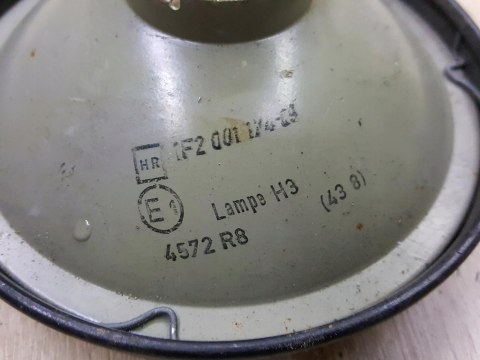 HR 1F2 001 174-03
E1 Lampe H3 (43 8)
4572 R8